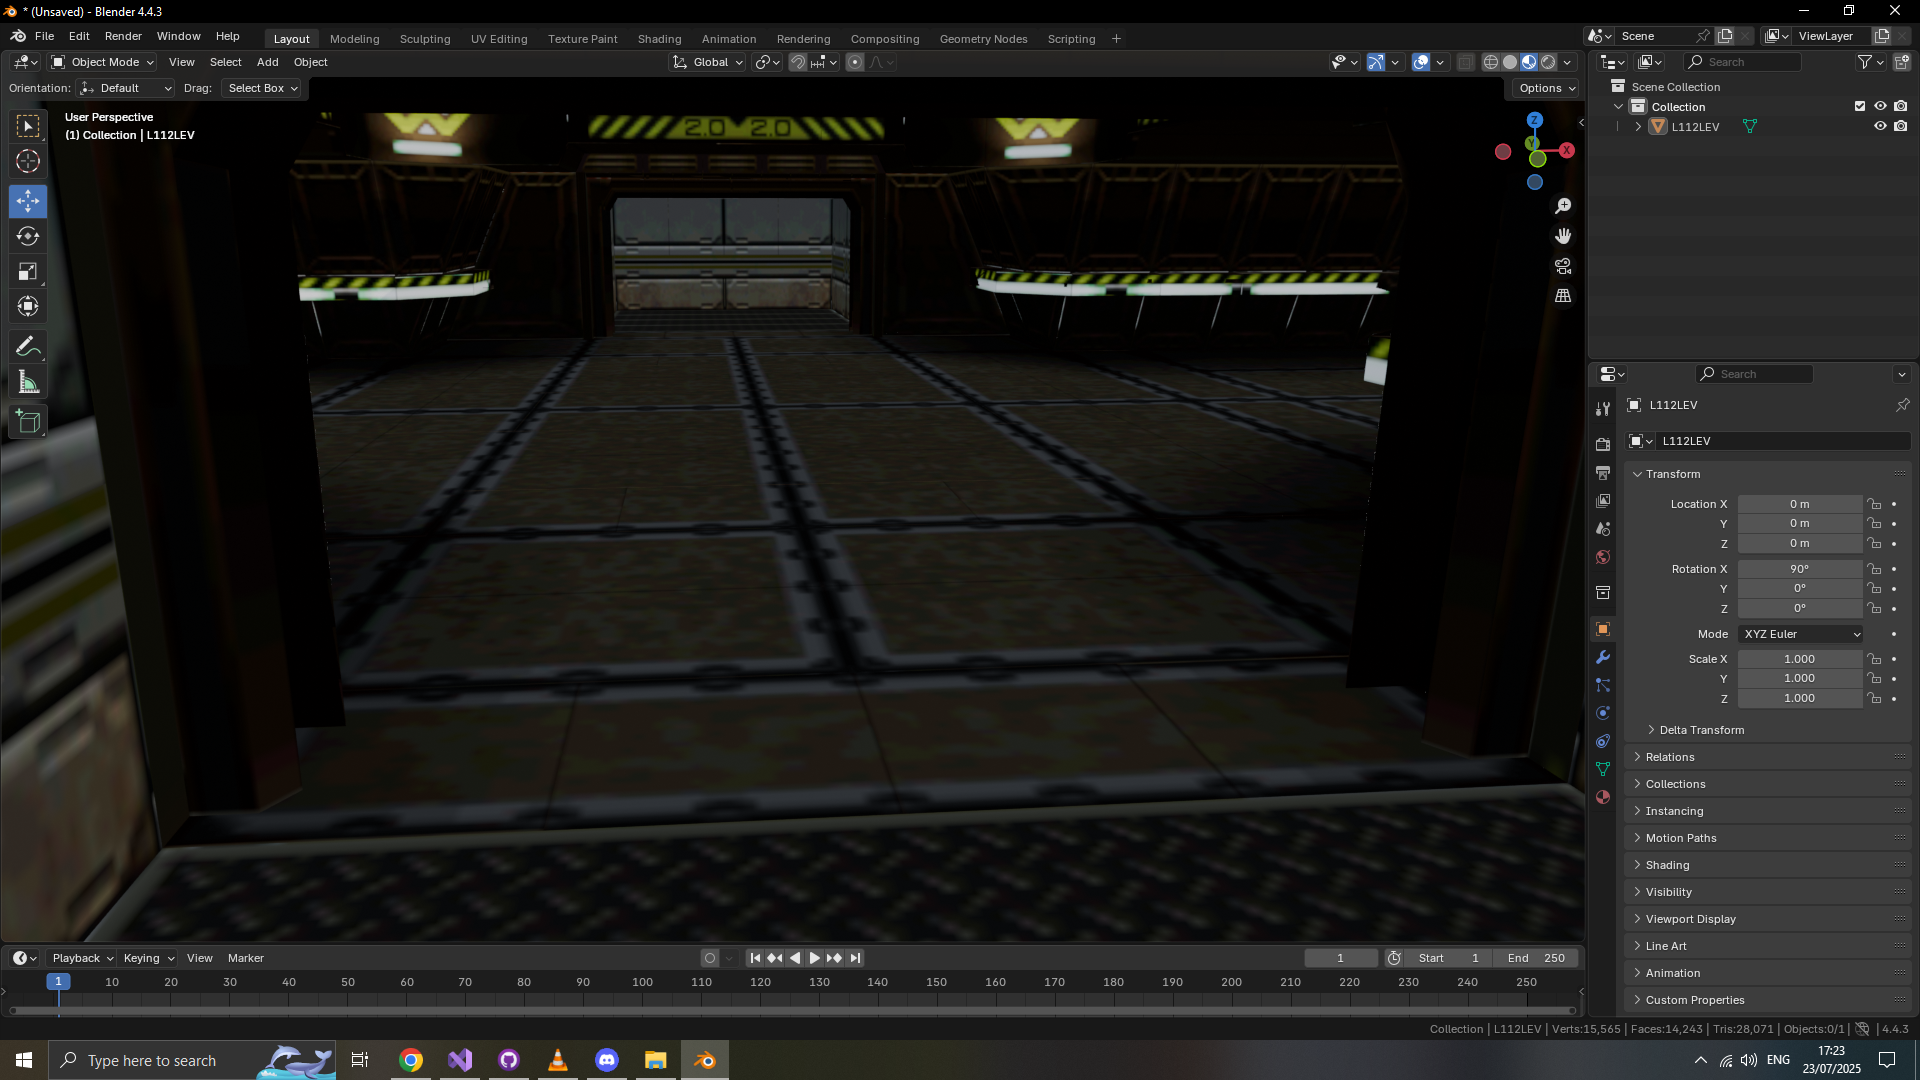 * (Unsaved) - Blender 4.4.3
File Edit Render Window Help
Layout Modeling Sculpting UV Editing Texture Paint Shading Animation Rendering Compositing Geometry Nodes Scripting +
Scene
ViewLayer
Object Mode View Select Add Object
Global
Search
Orientation: Default Drag: Select Box
Options
User Perspective
(1) Collection | L112LEV
2.0 2.0
Z
Y
X
Scene Collection
Collection
L112LEV
Search
L112LEV
L112LEV
Transform
Location X 0 m
Y 0 m
Z 0 m
Rotation X 90°
Y 0°
Z 0°
Mode XYZ Euler
Scale X 1.000
Y 1.000
Z 1.000
Delta Transform
Relations
Collections
Instancing
Motion Paths
Shading
Visibility
Viewport Display
Line Art
Animation
Custom Properties
Playback Keying View Marker
1
Start 1
End 250
1 10 20 30 40 50 60 70 80 90 100 110 120 130 140 150 160 170 180 190 200 210 220 230 240 250
Collection | L112LEV | Verts:15,565 | Faces:14,243 | Tris:28,071 | Objects:0/1 | 4.4.3
Type here to search
ENG
17:23
23/07/2025